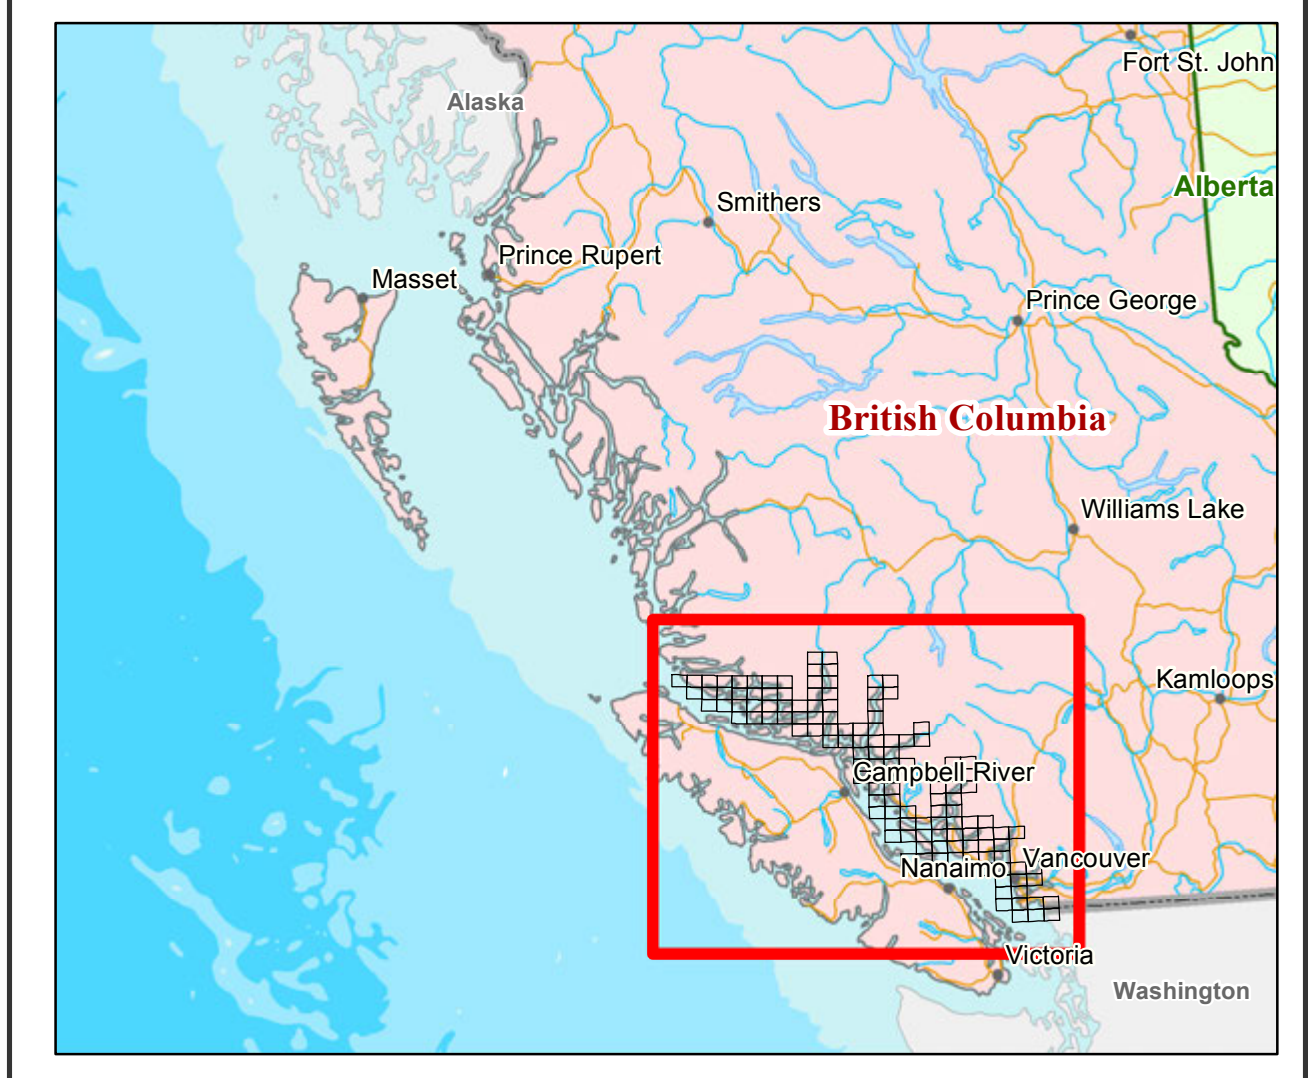 Fort St. John
Alaska
Alberta
Smithers
Prince Rupert
Masset
Prince George
British Columbia
Williams Lake
Kamloops
Campbell River
Vancouver
Nanaimo
Victoria
Washington